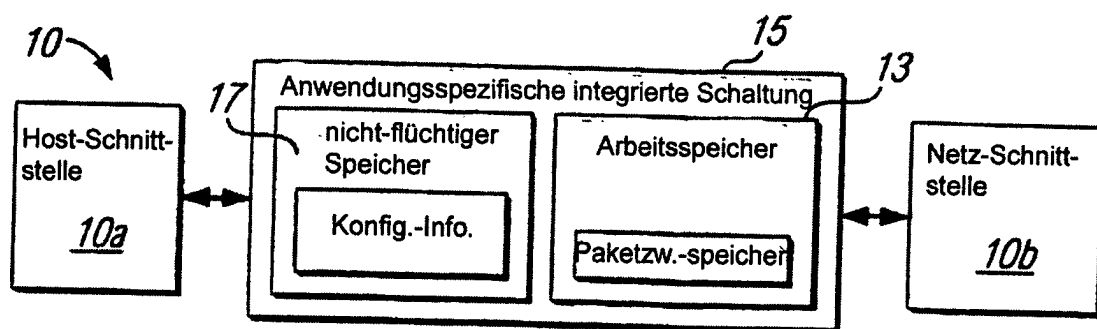 10
15
13
Anwendungsspezifische integrierte Schaltung
17
Host-Schnitt-
stelle
10a
nicht-flüchtiger
Speicher
Konfig.-Info.
Arbeitsspeicher
Paketzw.-speicher
Netz-Schnitt-
stelle
10b